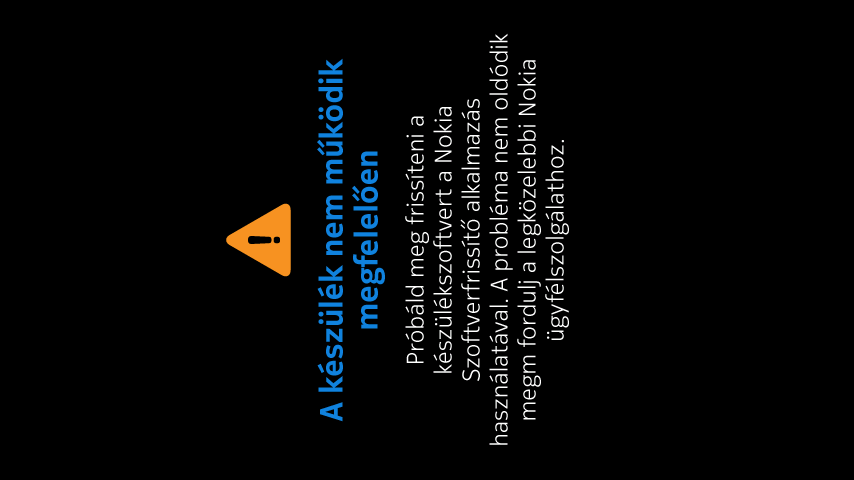 A készülék nem működik
megfelelően
Próbáld meg frissíteni a
készülékszoftvert a Nokia
Szoftverfrissítő alkalmazás
használatával. A probléma nem oldódik
megm fordulj a legközelebbi Nokia
ügyfélszolgálathoz.